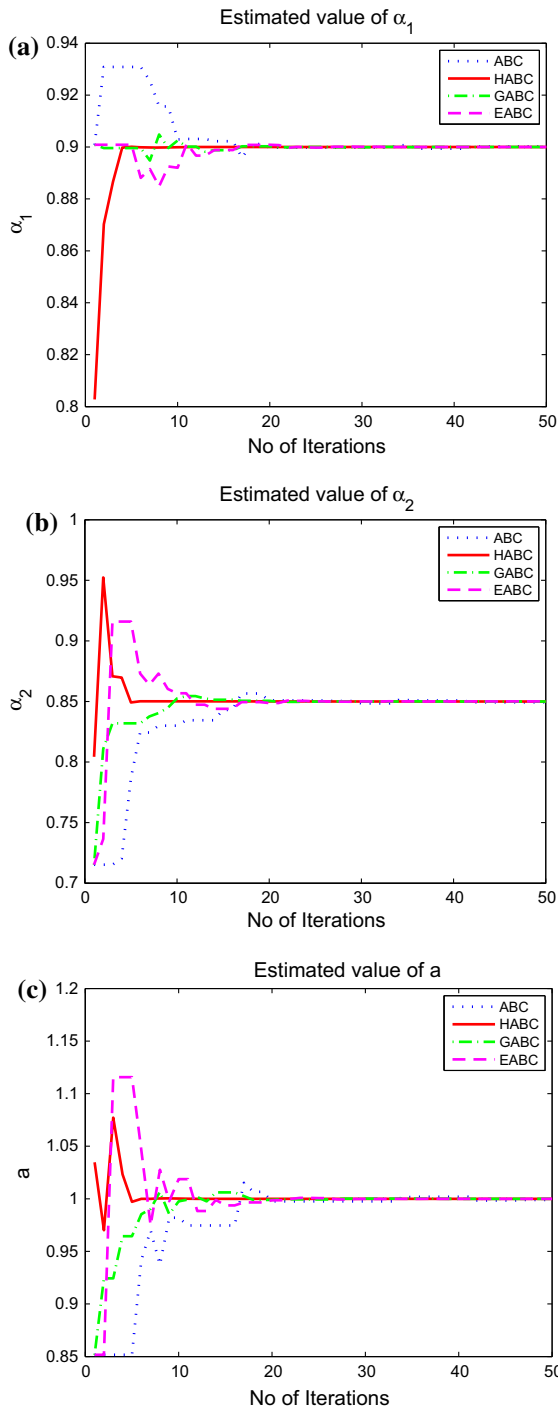 Estimated value of α1
(a)
ABC
HABC
GABC
EABC
0.94
0.92
0.9
0.88
0.86
0.84
0.82
0.8
α1
0 10 20 30 40 50
No of Iterations
Estimated value of α2
(b)
ABC
HABC
GABC
EABC
1
0.95
0.9
0.85
0.8
0.75
0.7
α2
0 10 20 30 40 50
No of Iterations
Estimated value of a
(c)
ABC
HABC
GABC
EABC
1.2
1.15
1.1
1.05
1
0.95
0.9
0.85
a
0 10 20 30 40 50
No of Iterations